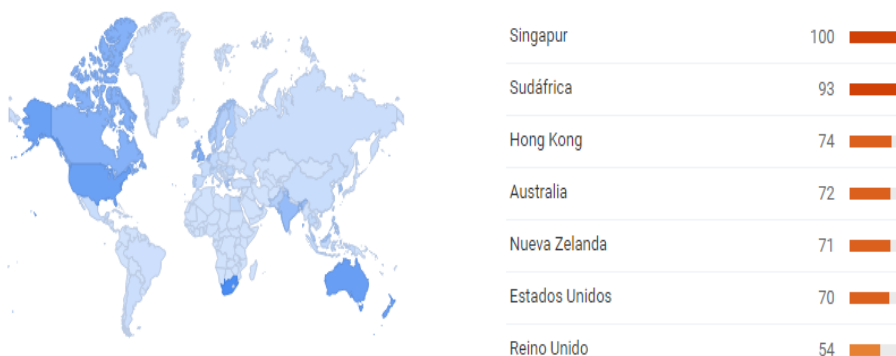 Singapur 100
Sudáfrica 93
Hong Kong 74
Australia 72
Nueva Zelanda 71
Estados Unidos 70
Reino Unido 54